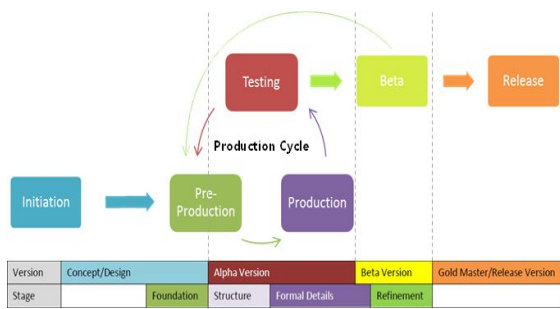 Testing
Beta
Release
Production Cycle
Initiation
Pre-
Production
Production
Version Concept/Design Alpha Version Beta Version Gold Master/Release Version
Stage Foundation Structure Formal Details Refinement